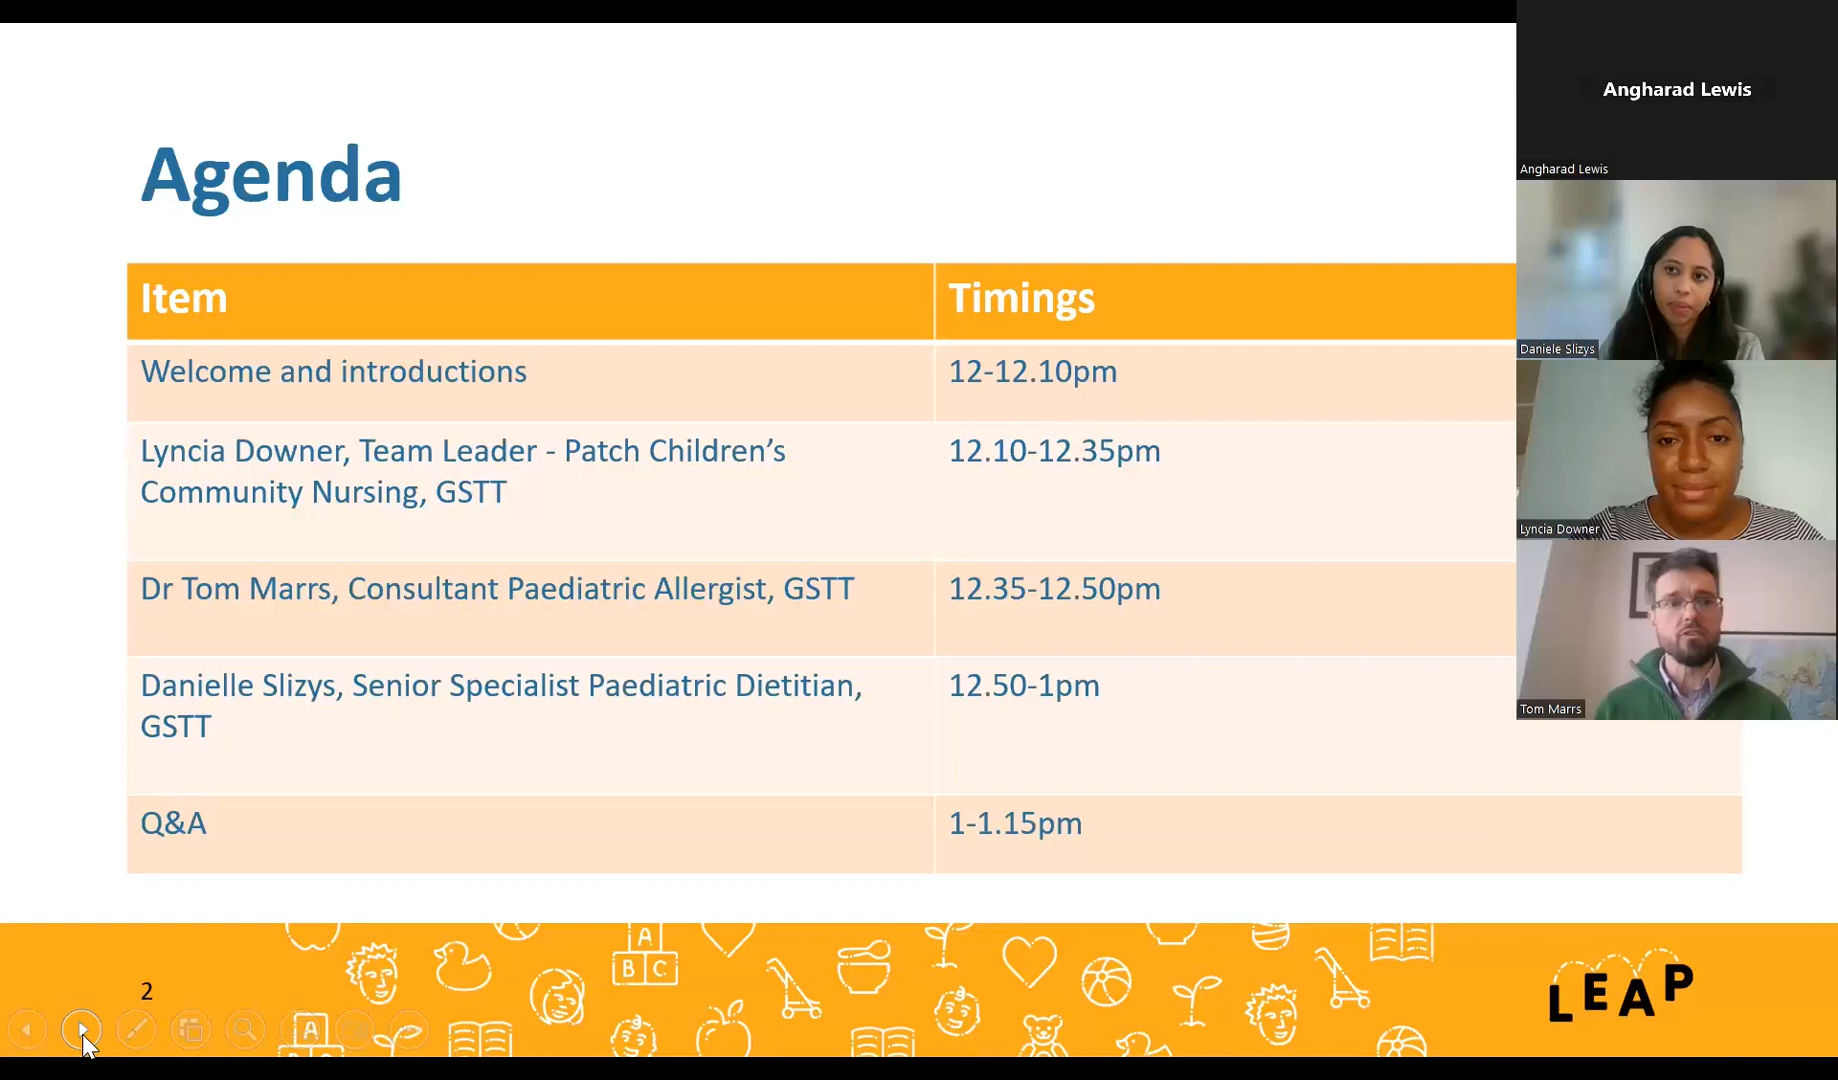 Agenda
Item
Timings
Welcome and introductions
12-12.10pm
Lyncia Downer, Team Leader - Patch Children’s
Community Nursing, GSTT
12.10-12.35pm
Dr Tom Marrs, Consultant Paediatric Allergist, GSTT
12.35-12.50pm
Danielle Slizys, Senior Specialist Paediatric Dietitian,
GSTT
12.50-1pm
Q&A
1-1.15pm
Angharad Lewis
Angharad Lewis
Daniele Slizys
Lyncia Downer
Tom Marrs
A
B C
A
2
LEAP